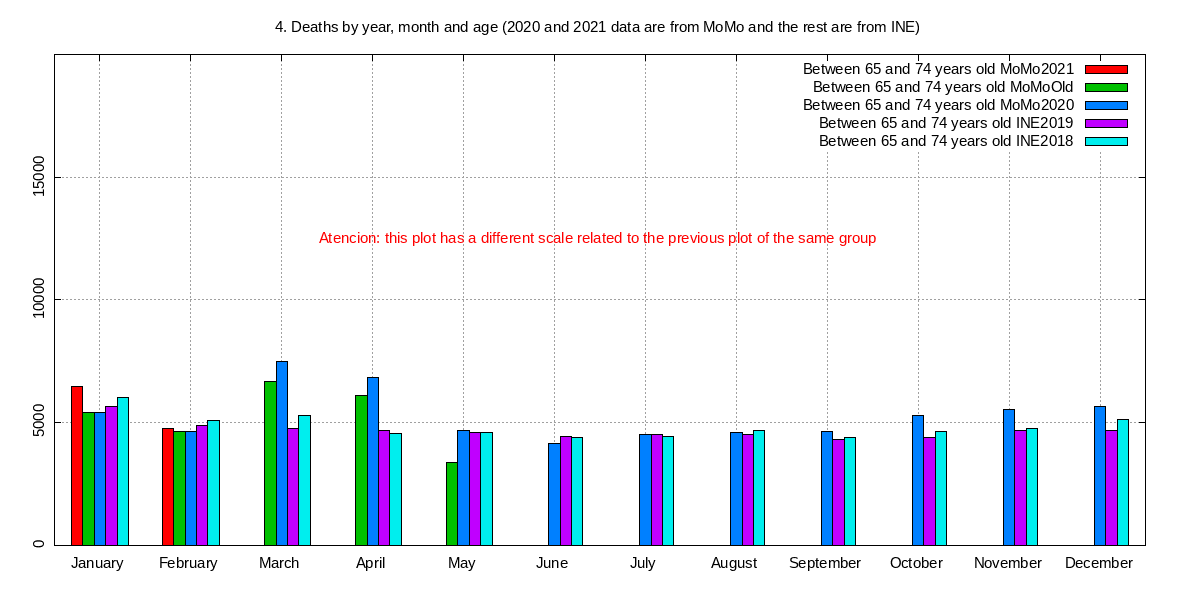 4. Deaths by year, month and age (2020 and 2021 data are from MoMo and the rest are from INE)
Between 65 and 74 years old MoMo2021
Between 65 and 74 years old MoMoOld
Between 65 and 74 years old MoMo2020
Between 65 and 74 years old INE2019
Between 65 and 74 years old INE2018
15000
Atencion: this plot has a different scale related to the previous plot of the same group
10000
5000
0
January February March April May June July August September October November December